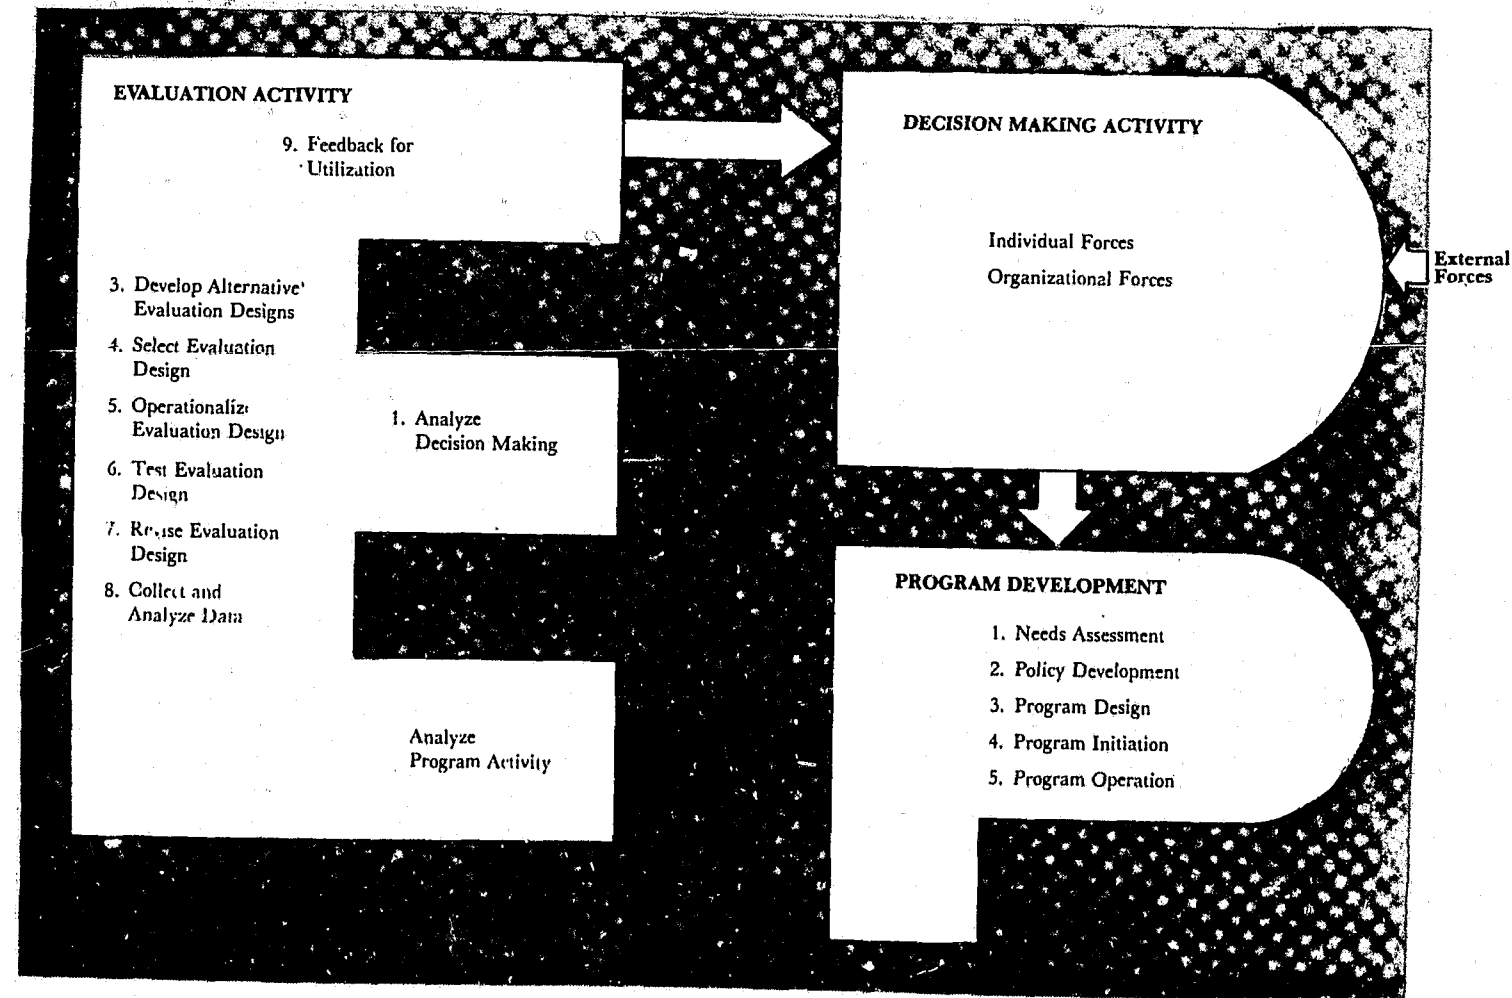 EVALUATION ACTIVITY
9. Feedback for
Utilization
3. Develop Alternative
Evaluation Designs
4. Select Evaluation
Design
5. Operationalize
Evaluation Design
6. Test Evaluation
Design
7. Revise Evaluation
Design
8. Collect and
Analyze Data
1. Analyze
Decision Making
Analyze
Program Activity
DECISION MAKING ACTIVITY
Individual Forces
Organizational Forces
External
Forces
PROGRAM DEVELOPMENT
1. Needs Assessment
2. Policy Development
3. Program Design
4. Program Initiation
5. Program Operation